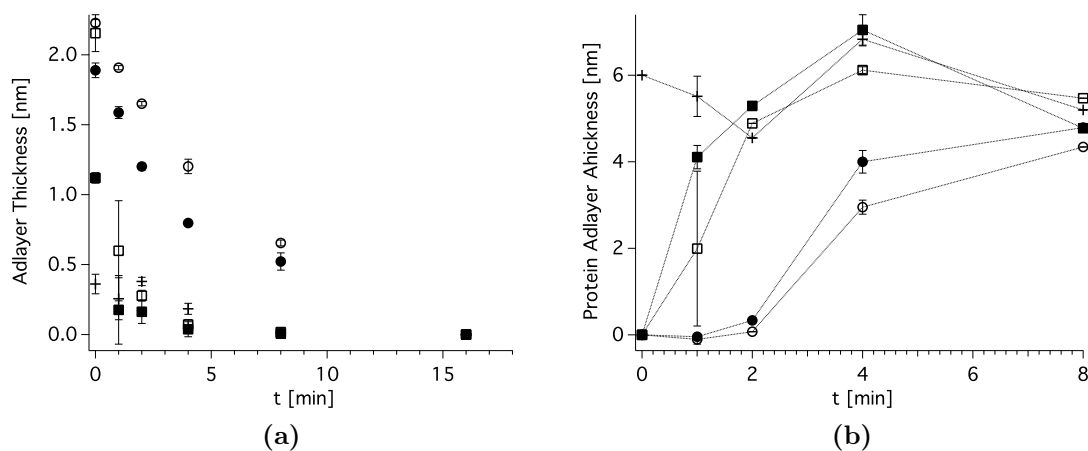 2.0
1.5
1.0
0.5
0.0
Adlayer Thickness [nm]
0 5 10 15
t [min]
(a)
6
4
2
0
Protein Adlayer Ahickness [nm]
0 2 4 6 8
t [min]
(b)